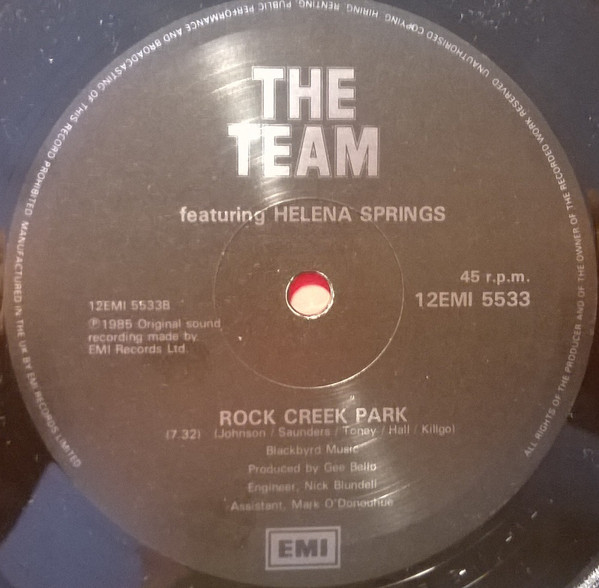 THE
TEAM
featuring HELENA SPRINGS
45 r.p.m.
12EMI 5533
12EMI 5533B
Ⓟ1985 Original sound
recording made by
EMI Records Ltd.
ROCK CREEK PARK
(7.32) (Johnson / Saunders / Toney / Hall / Killgo)
Blackbyrd Music
Produced by Gee Bello
Engineer, Nick Blundell
Assistant, Mark O'Donoghue
EMI
MANUFACTURED IN THE UK BY EMI RECORDS LIMITED
ALL RIGHTS OF THE PRODUCER AND OF THE OWNER OF THE RECORDED WORK RESERVED UNAUTHORISED COPYING, HIRING, RENTING, PUBLIC PERFORMANCE AND BROADCASTING OF THIS RECORD PROHIBITED